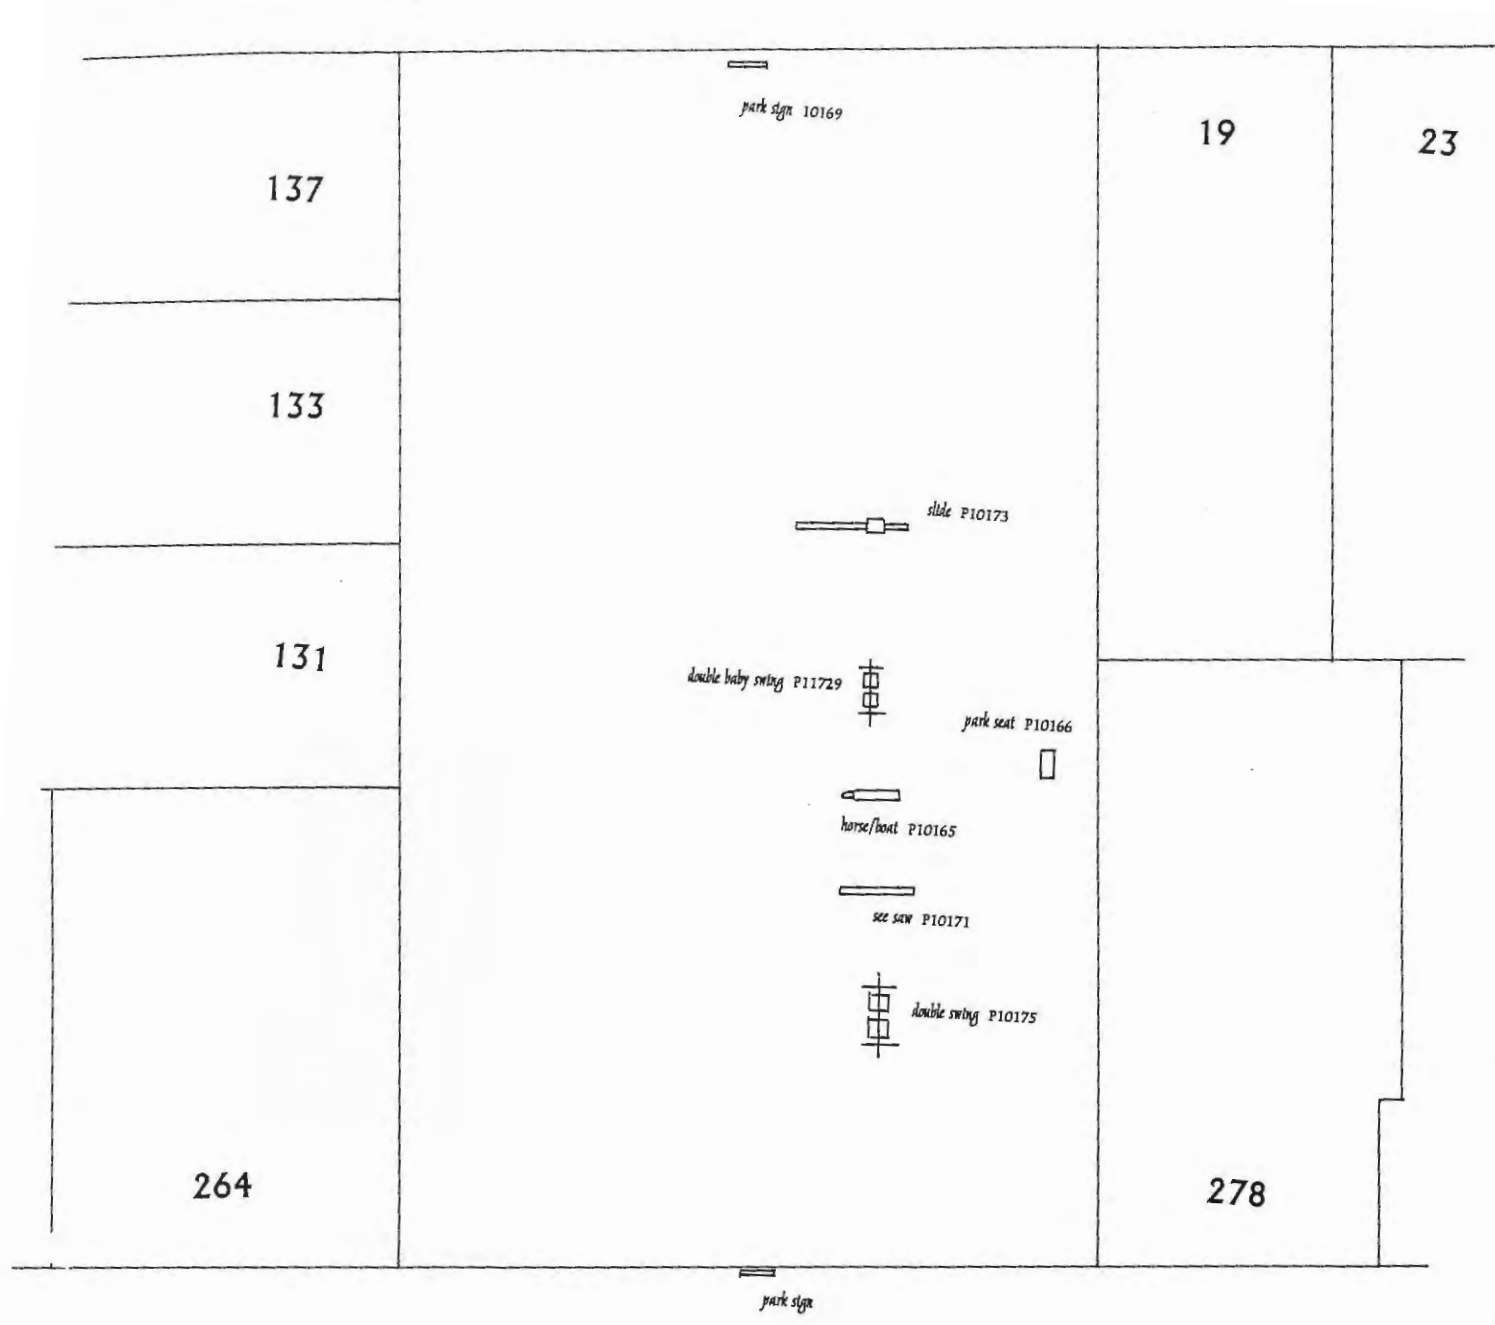 park sign 10169
19
23
137
133
slide P10173
131
double baby swing P11729
park seat P10166
horse/boat P10165
see saw P10171
double swing P10175
264
278
park sign